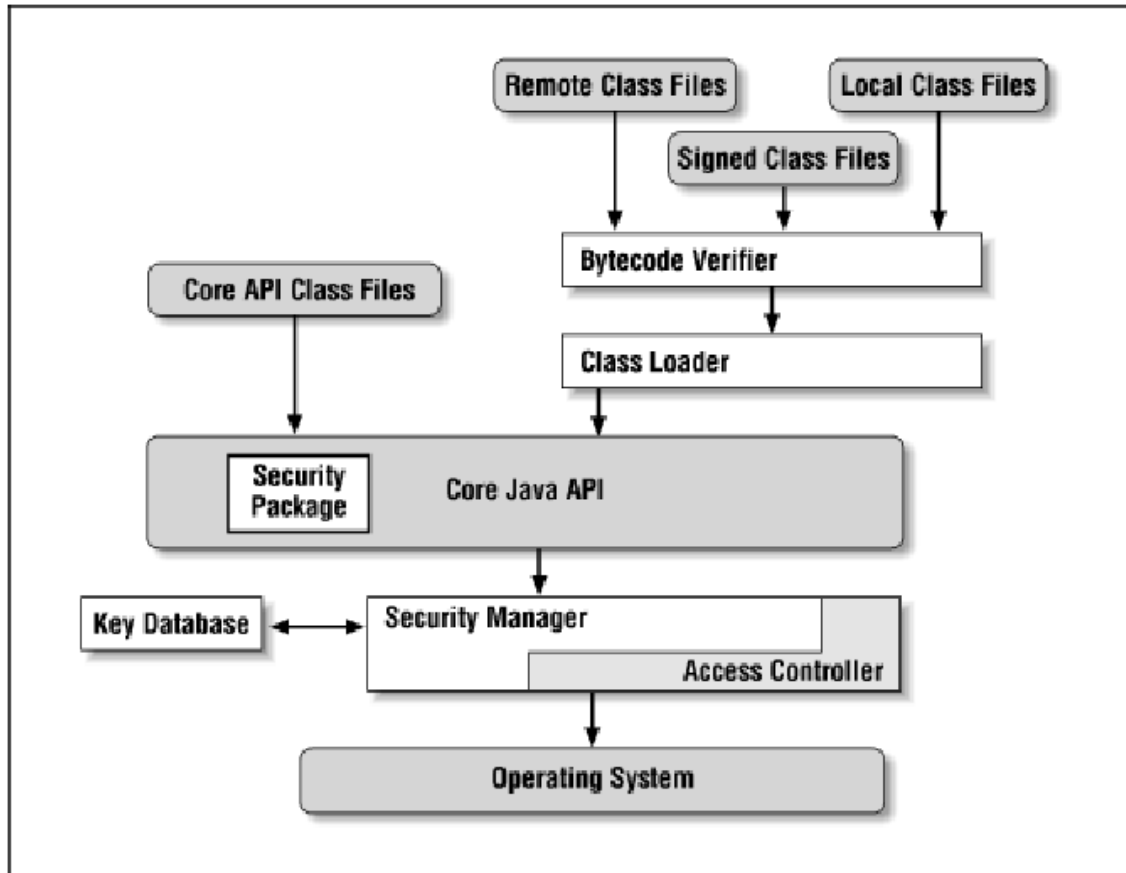 Remote Class Files
Local Class Files
Signed Class Files
Bytecode Verifier
Core API Class Files
Class Loader
Security
Package
Core Java API
Key Database
Security Manager
Access Controller
Operating System